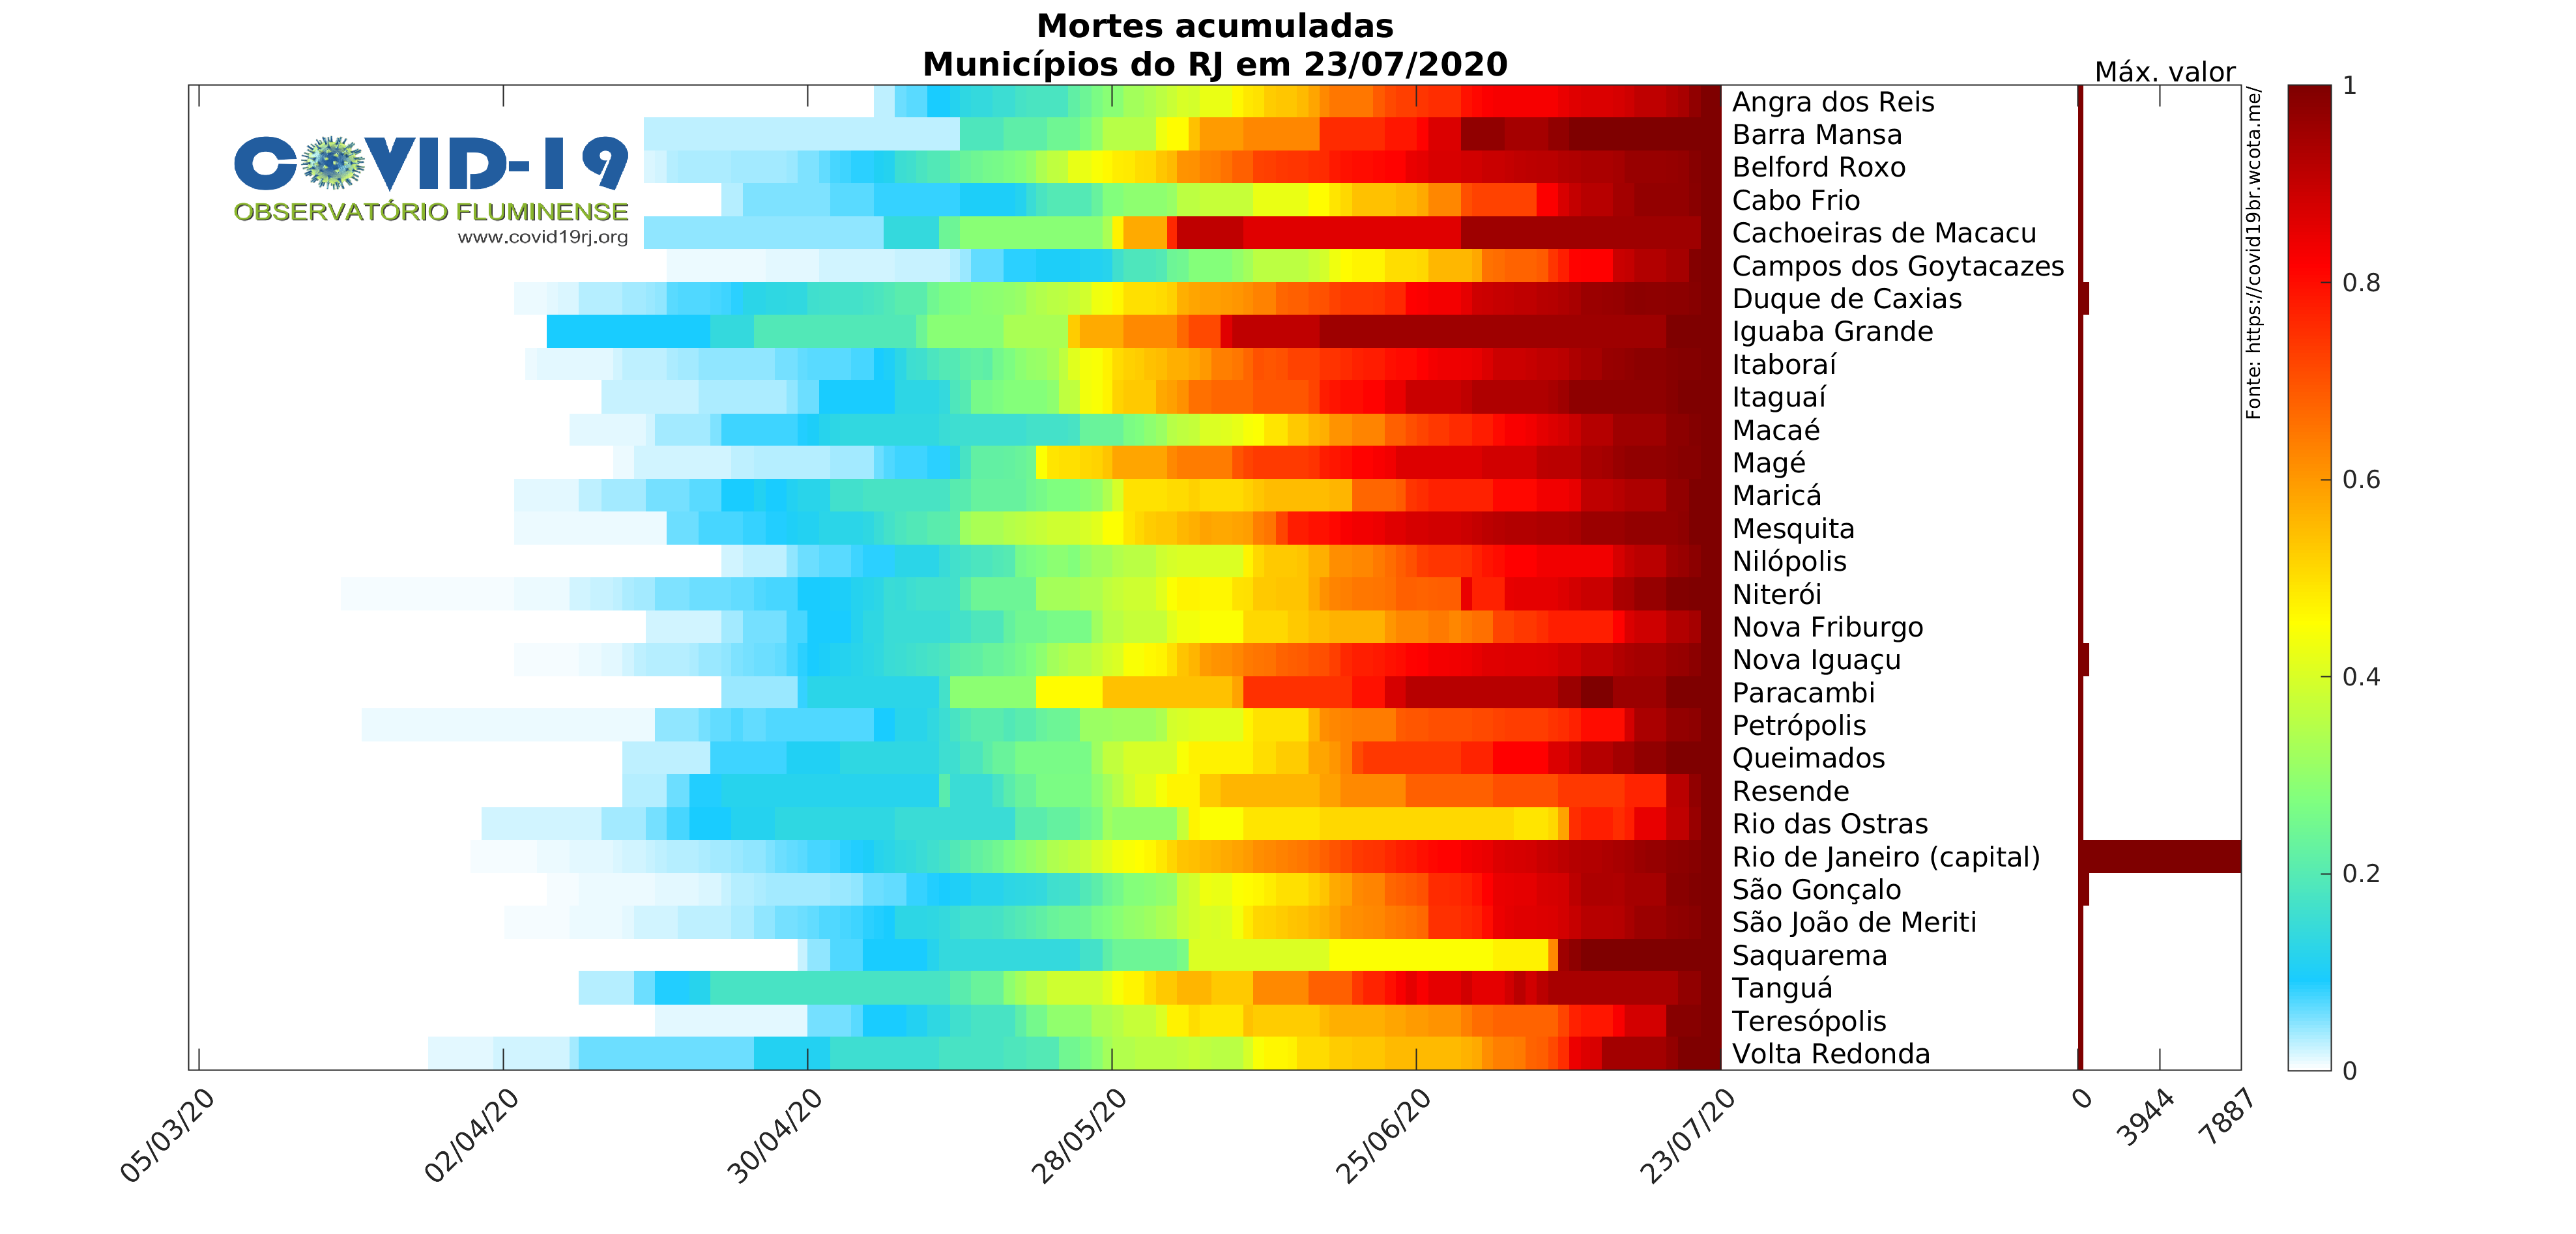 Mortes acumuladas
Municípios do RJ em 23/07/2020
Máx. valor
COVID-19
OBSERVATÓRIO FLUMINENSE
www.covid19rj.org
Angra dos Reis
Barra Mansa
Belford Roxo
Cabo Frio
Cachoeiras de Macacu
Campos dos Goytacazes
Duque de Caxias
Iguaba Grande
Itaboraí
Itaguaí
Macaé
Magé
Maricá
Mesquita
Nilópolis
Niterói
Nova Friburgo
Nova Iguaçu
Paracambi
Petrópolis
Queimados
Resende
Rio das Ostras
Rio de Janeiro (capital)
São Gonçalo
São João de Meriti
Saquarema
Tanguá
Teresópolis
Volta Redonda
Fonte: https://covid19br.wcota.me/
1
0.8
0.6
0.4
0.2
0
05/03/20
02/04/20
30/04/20
28/05/20
25/06/20
23/07/20
0
3944
7887